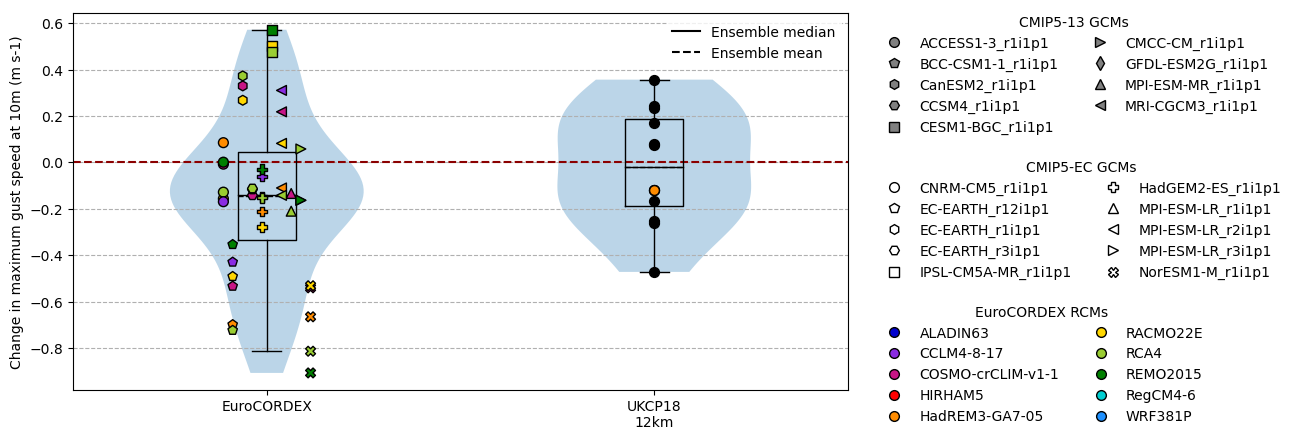 Change in maximum gust speed at 10m (m s-1)
0.6
0.4
0.2
0.0
−0.2
−0.4
−0.6
−0.8
EuroCORDEX
UKCP18
12km
Ensemble median
Ensemble mean
CMIP5-13 GCMs
ACCESS1-3_r1i1p1
BCC-CSM1-1_r1i1p1
CanESM2_r1i1p1
CCSM4_r1i1p1
CESM1-BGC_r1i1p1
CMCC-CM_r1i1p1
GFDL-ESM2G_r1i1p1
MPI-ESM-MR_r1i1p1
MRI-CGCM3_r1i1p1
CMIP5-EC GCMs
CNRM-CM5_r1i1p1
EC-EARTH_r12i1p1
EC-EARTH_r1i1p1
EC-EARTH_r3i1p1
IPSL-CM5A-MR_r1i1p1
HadGEM2-ES_r1i1p1
MPI-ESM-LR_r1i1p1
MPI-ESM-LR_r2i1p1
MPI-ESM-LR_r3i1p1
NorESM1-M_r1i1p1
EuroCORDEX RCMs
ALADIN63
CCLM4-8-17
COSMO-crCLIM-v1-1
HIRHAM5
HadREM3-GA7-05
RACMO22E
RCA4
REMO2015
RegCM4-6
WRF381P